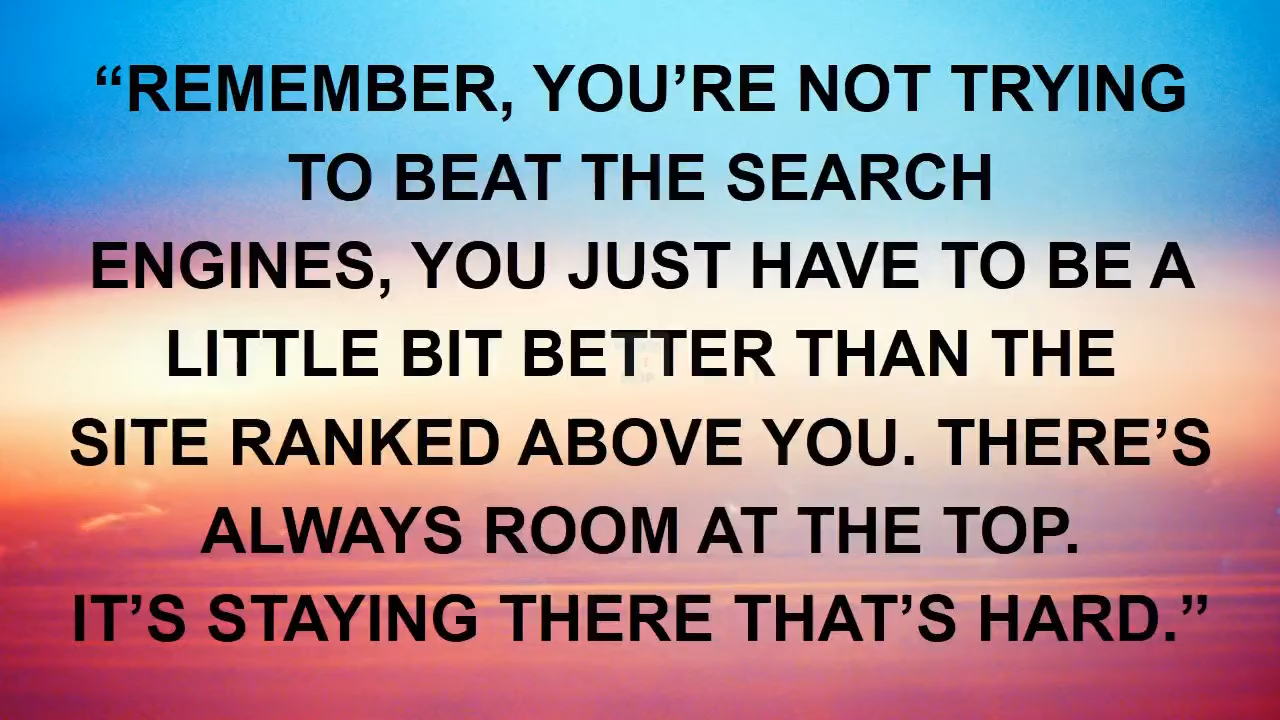 “REMEMBER, YOU’RE NOT TRYING
TO BEAT THE SEARCH
ENGINES, YOU JUST HAVE TO BE A
LITTLE BIT BETTER THAN THE
SITE RANKED ABOVE YOU. THERE’S
ALWAYS ROOM AT THE TOP.
IT’S STAYING THERE THAT’S HARD.”